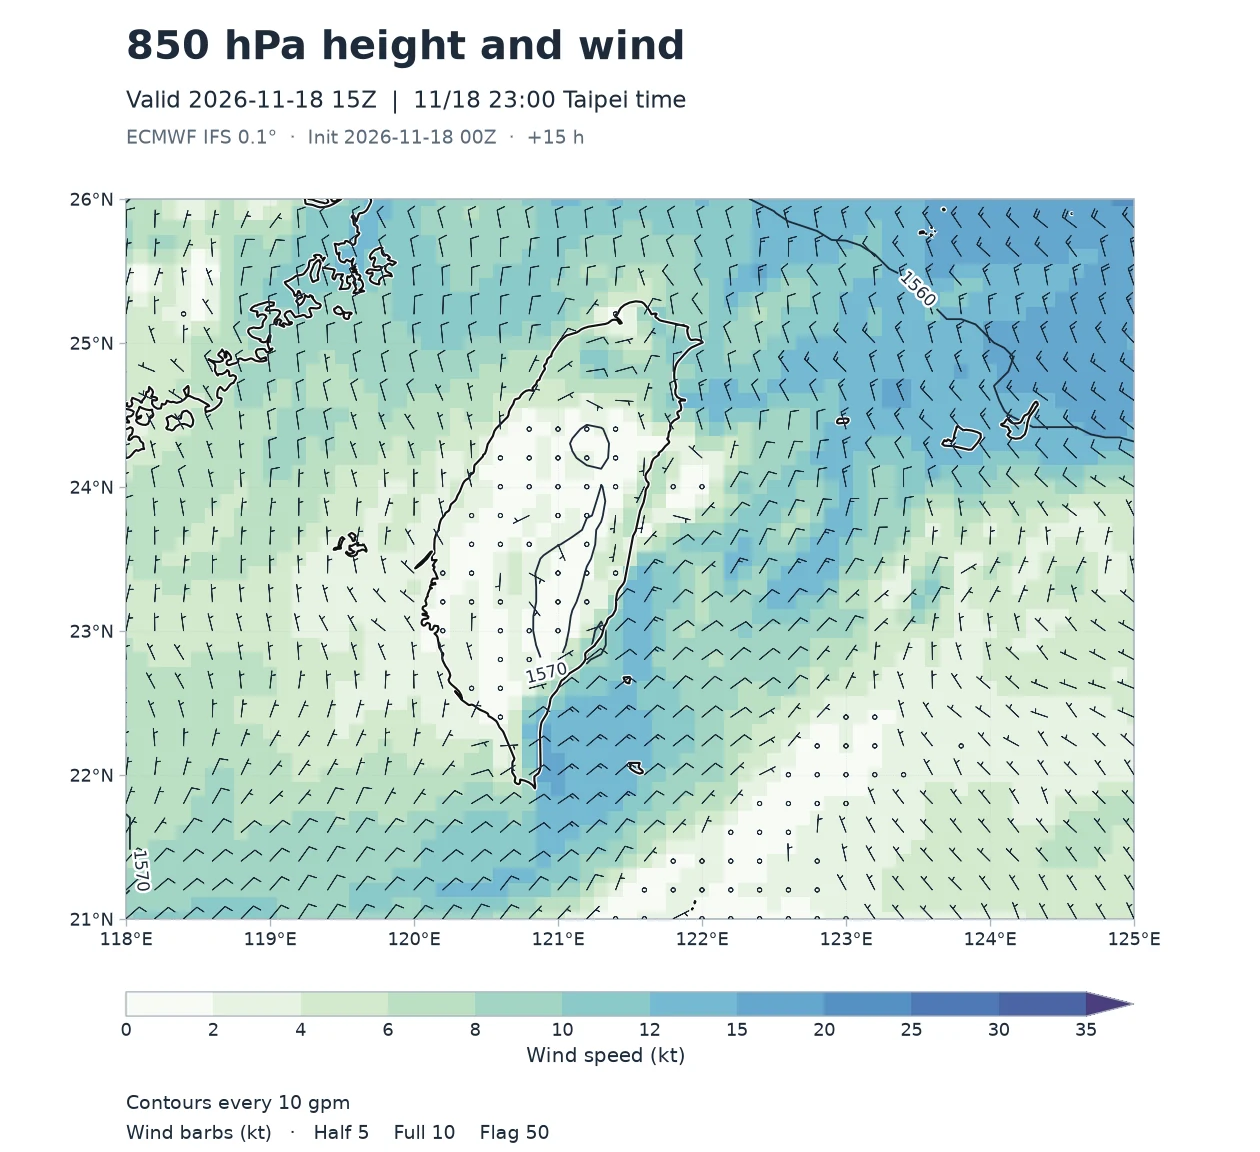 850 hPa height and wind
Valid 2026-11-18 15Z | 11/18 23:00 Taipei time
ECMWF IFS 0.1° · Init 2026-11-18 00Z · +15 h
26°N
1560
25°N
24°N
23°N
1570
22°N
1570
21°N
118°E 119°E 120°E 121°E 122°E 123°E 124°E 125°E
0 2 4 6 8 10 12 15 20 25 30 35
Wind speed (kt)
Contours every 10 gpm
Wind barbs (kt) · Half 5 Full 10 Flag 50